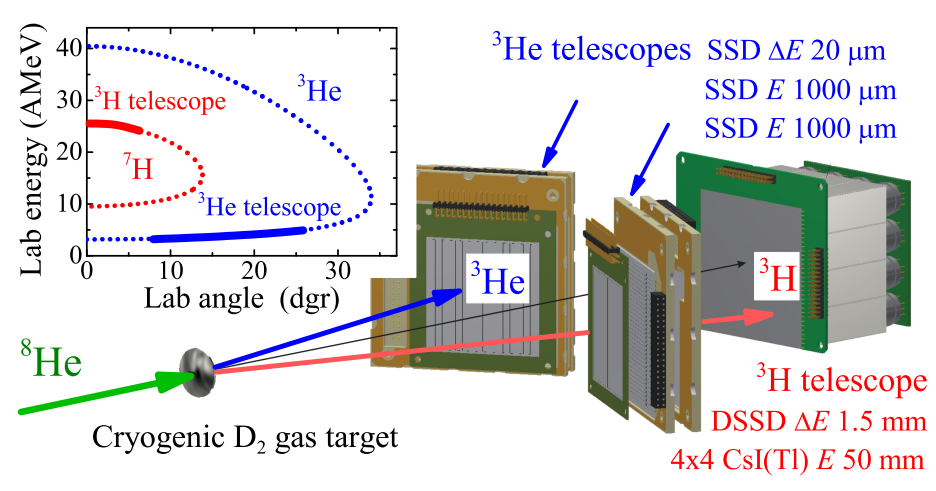 Lab energy (AMeV)
40
30
20
10
0
³H telescope
³He
⁷H
³He telescope
0 10 20 30
Lab angle (dgr)
³He telescopes
SSD ΔE 20 μm
SSD E 1000 μm
SSD E 1000 μm
³He
³H
⁸He
Cryogenic D₂ gas target
³H telescope
DSSD ΔE 1.5 mm
4x4 CsI(Tl) E 50 mm